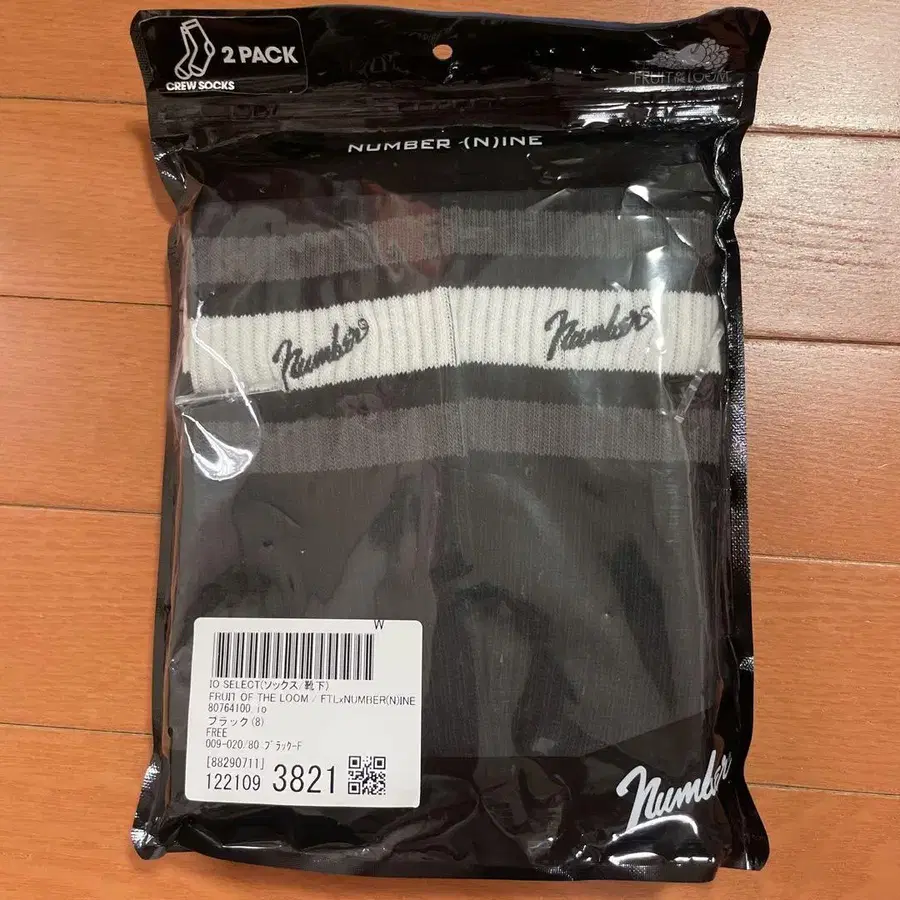 2 PACK
CREW SOCKS
FRUIT OF THE LOOM
NUMBER (N)INE
Number
Number
W
IO SELECT(ソックス/靴下)
FRUIT OF THE LOOM / FTLxNUMBER(N)INE
80764100_io
ブラック(8)
FREE
009-020/80 ﾌﾞﾗｯｸ-F
[88290711]
122109 3821
Number